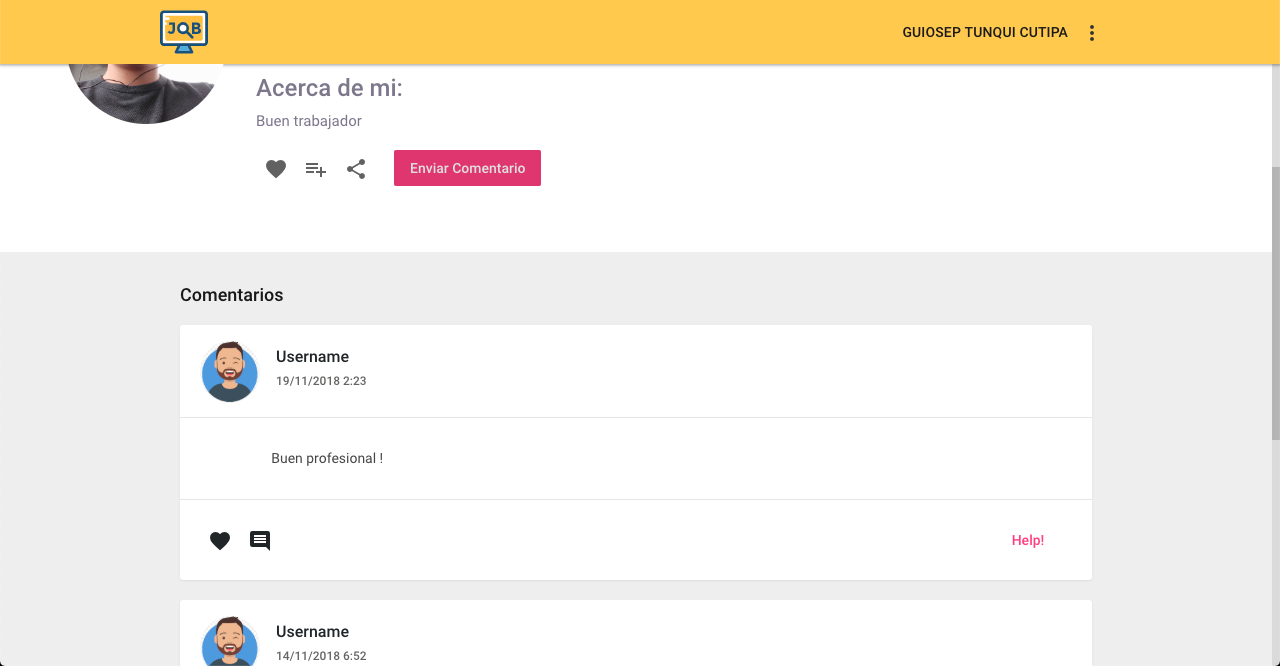 JOB
GUIOSEP TUNQUI CUTIPA
Acerca de mi:
Buen trabajador
Enviar Comentario
Comentarios
Username
19/11/2018 2:23
Buen profesional !
Help!
Username
14/11/2018 6:52